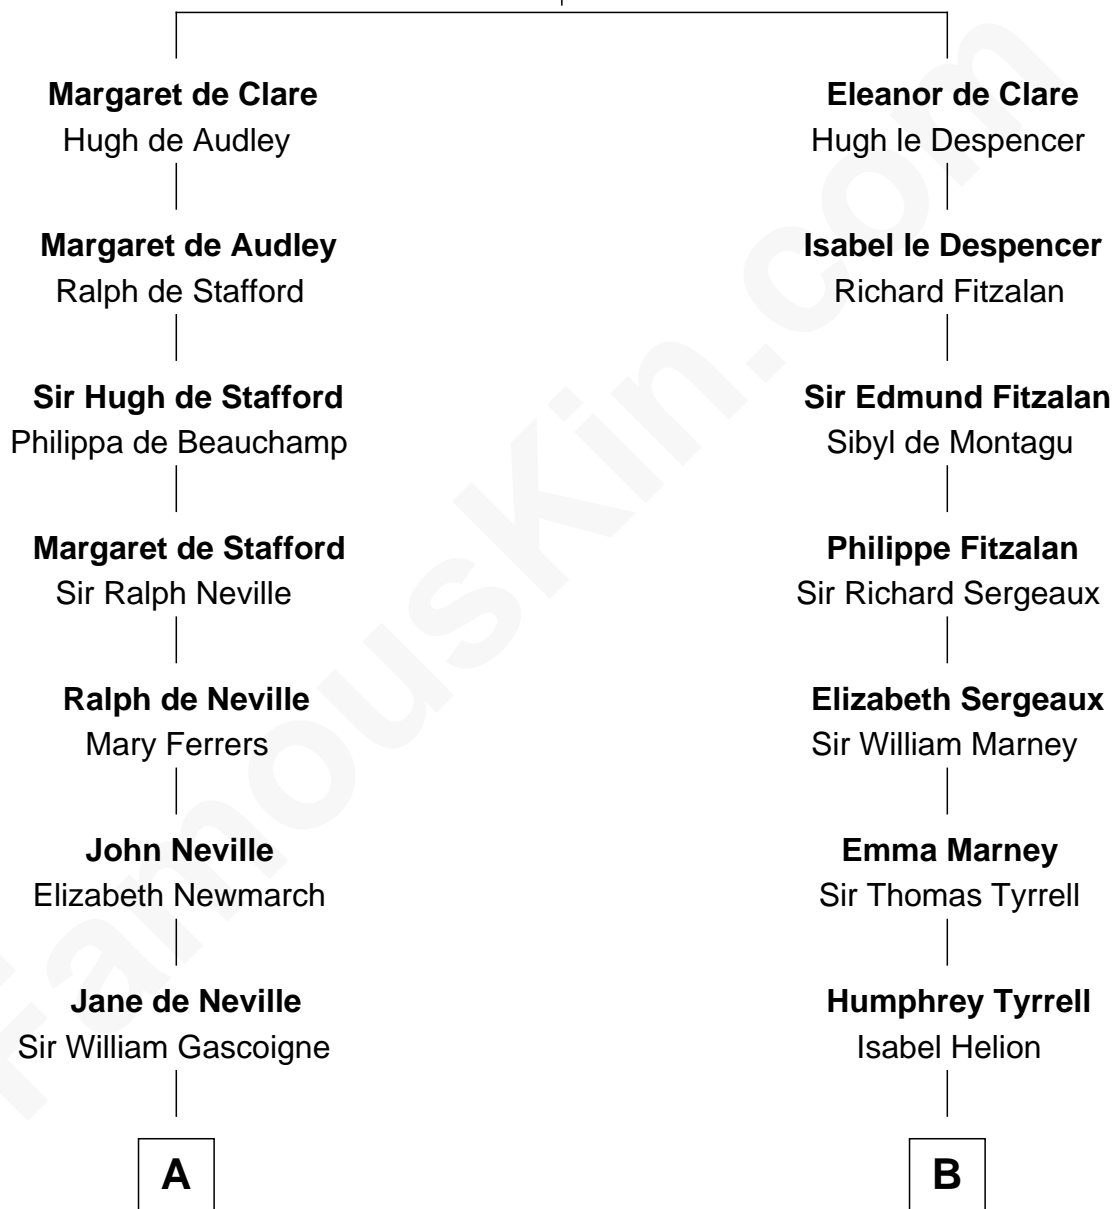 Margaret de Clare
Hugh de Audley
Margaret de Audley
Ralph de Stafford
Sir Hugh de Stafford
Philippa de Beauchamp
Margaret de Stafford
Sir Ralph Neville
Ralph de Neville
Mary Ferrers
John Neville
Elizabeth Newmarch
Jane de Neville
Sir William Gascoigne
A
Eleanor de Clare
Hugh le Despencer
Isabel le Despencer
Richard Fitzalan
Sir Edmund Fitzalan
Sibyl de Montagu
Philippe Fitzalan
Sir Richard Sergeaux
Elizabeth Sergeaux
Sir William Marney
Emma Marney
Sir Thomas Tyrrell
Humphrey Tyrrell
Isabel Helion
B
FamousKin.com